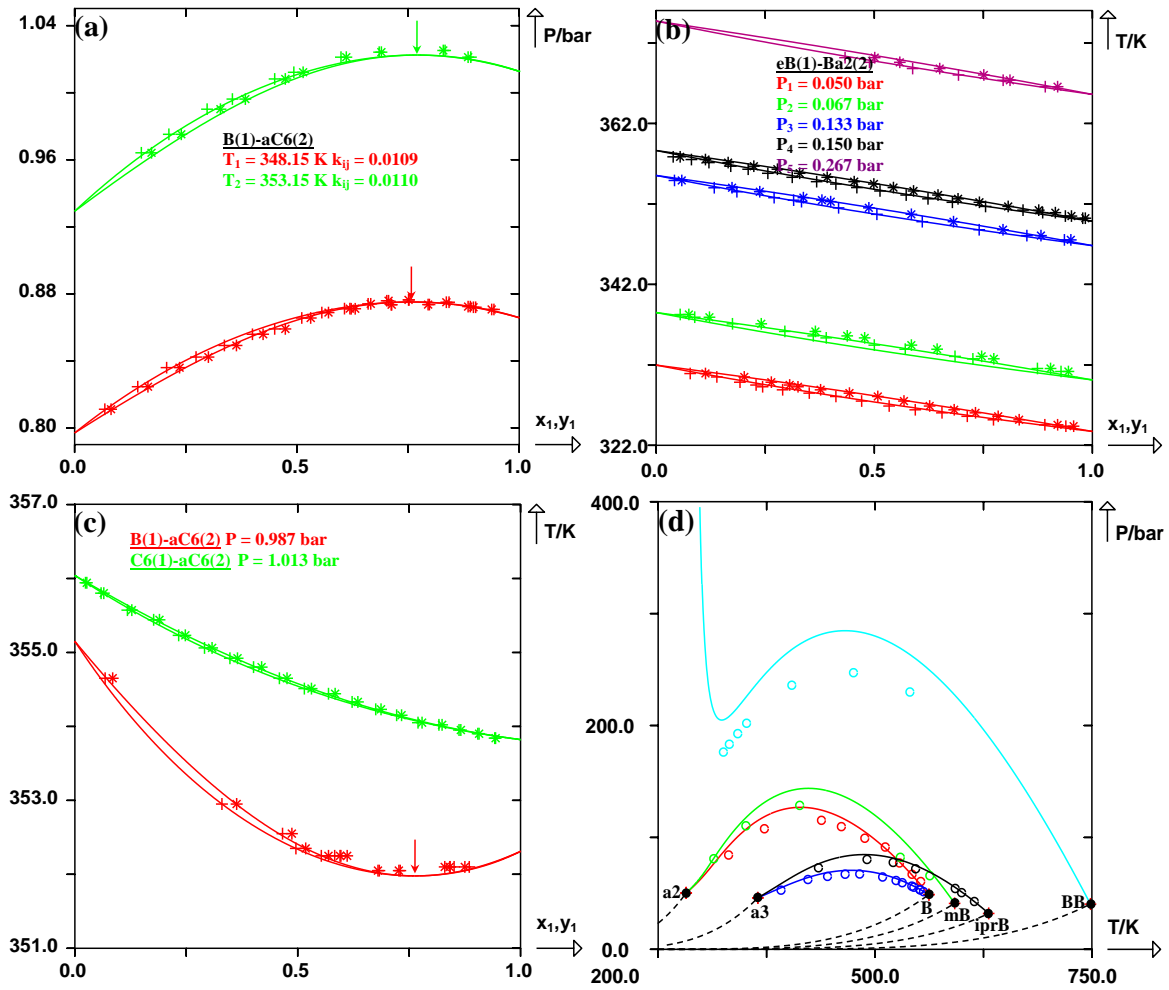 (a)
P/bar
1.04
0.96
0.88
0.80
B(1)-aC6(2)
T1 = 348.15 K kij = 0.0109
T2 = 353.15 K kij = 0.0110
x1,y1
0.0 0.5 1.0
(b)
T/K
362.0
342.0
322.0
eB(1)-Ba2(2)
P1 = 0.050 bar
P2 = 0.067 bar
P3 = 0.133 bar
P4 = 0.150 bar
P5 = 0.267 bar
x1,y1
0.0 0.5 1.0
(c)
T/K
357.0
355.0
353.0
351.0
B(1)-aC6(2) P = 0.987 bar
C6(1)-aC6(2) P = 1.013 bar
x1,y1
0.0 0.5 1.0
(d)
P/bar
400.0
200.0
0.0
a2
a3
B
mB
iprB
BB
T/K
200.0 500.0 750.0